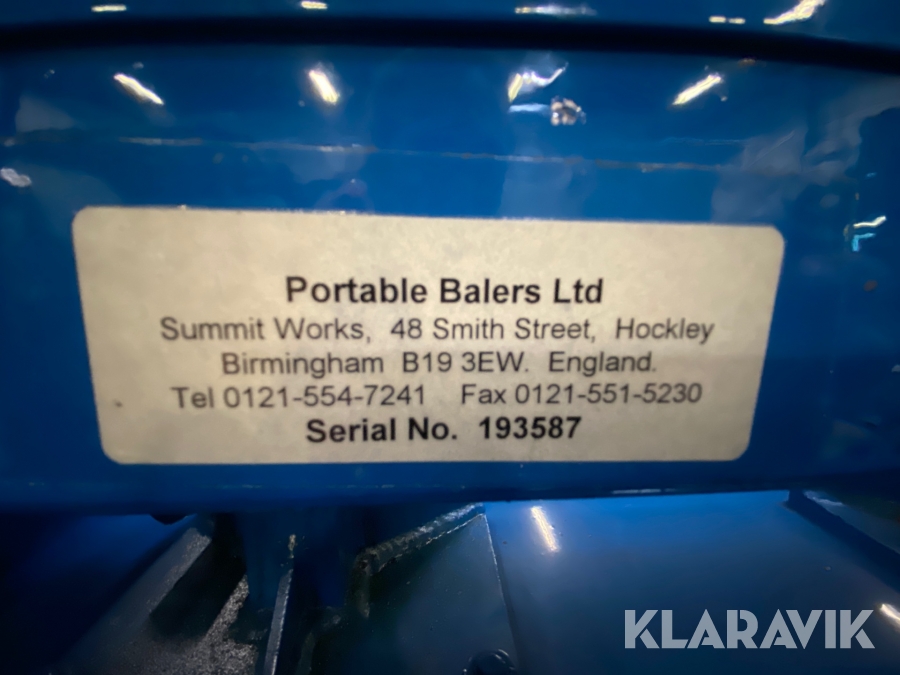 Portable Balers Ltd
Summit Works, 48 Smith Street, Hockley
Birmingham B19 3EW. England.
Tel 0121-554-7241 Fax 0121-551-5230
Serial No. 193587
KLARAVIK